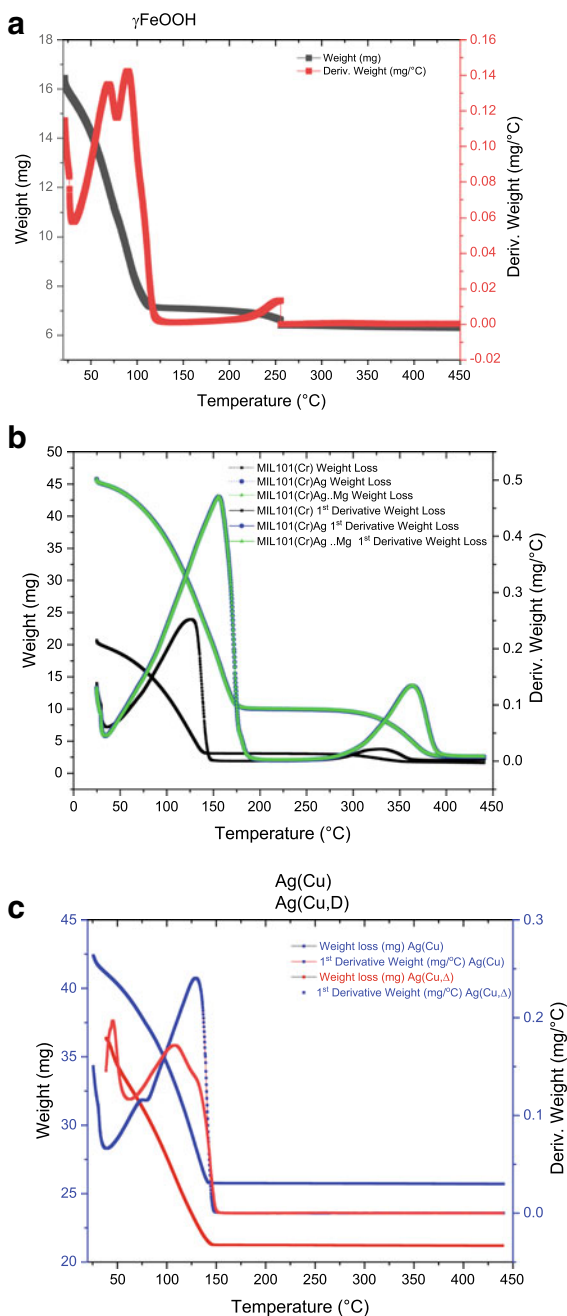 a
γFeOOH
Weight (mg)
Deriv. Weight (mg/°C)
18
16
14
12
10
8
6
Weight (mg)
0.16
0.14
0.12
0.10
0.08
0.06
0.04
0.02
0.00
-0.02
Deriv. Weight (mg/°C)
50 100 150 200 250 300 350 400 450
Temperature (°C)
b
MIL101(Cr) Weight Loss
MIL101(Cr)Ag Weight Loss
MIL101(Cr)Ag..Mg Weight Loss
MIL101(Cr) 1st Derivative Weight Loss
MIL101(Cr)Ag 1st Derivative Weight Loss
MIL101(Cr)Ag ..Mg 1st Derivative Weight Loss
50
45
40
35
30
25
20
15
10
5
0
Weight (mg)
0.5
0.4
0.3
0.2
0.1
0.0
Deriv. Weight (mg/°C)
0 50 100 150 200 250 300 350 400 450
Temperature (°C)
Ag(Cu)
Ag(Cu,D)
c
Weight loss (mg) Ag(Cu)
1st Derivative Weight (mg/°C) Ag(Cu)
Weight loss (mg) Ag(Cu,Δ)
1st Derivative Weight (mg/°C) Ag(Cu,Δ)
45
40
35
30
25
20
Weight (mg)
0.3
0.2
0.1
0.0
Deriv. Weight (mg/°C)
50 100 150 200 250 300 350 400 450
Temperature (°C)